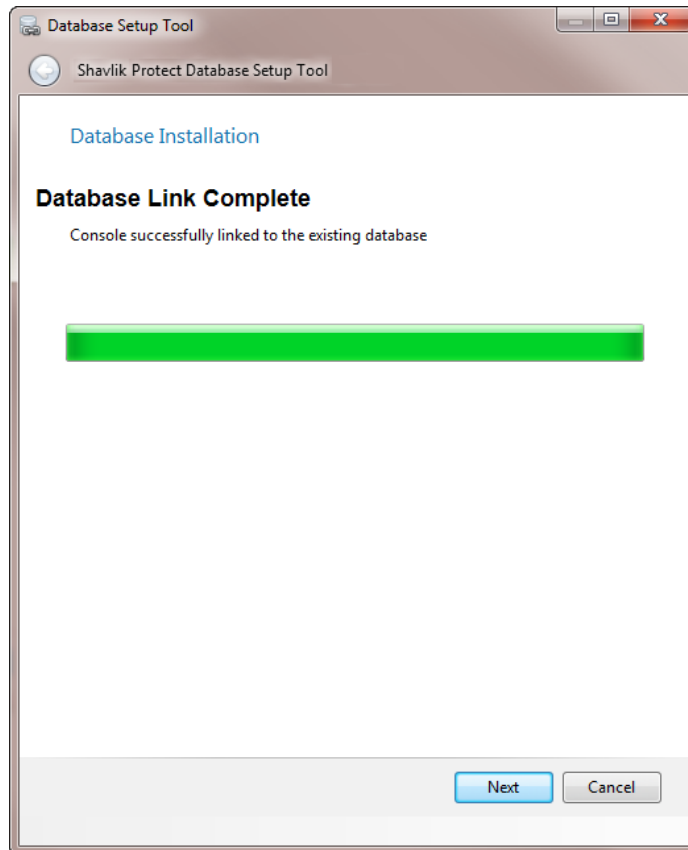 Database Setup Tool
Shavlik Protect Database Setup Tool
Database Installation
Database Link Complete
Console successfully linked to the existing database
Next
Cancel